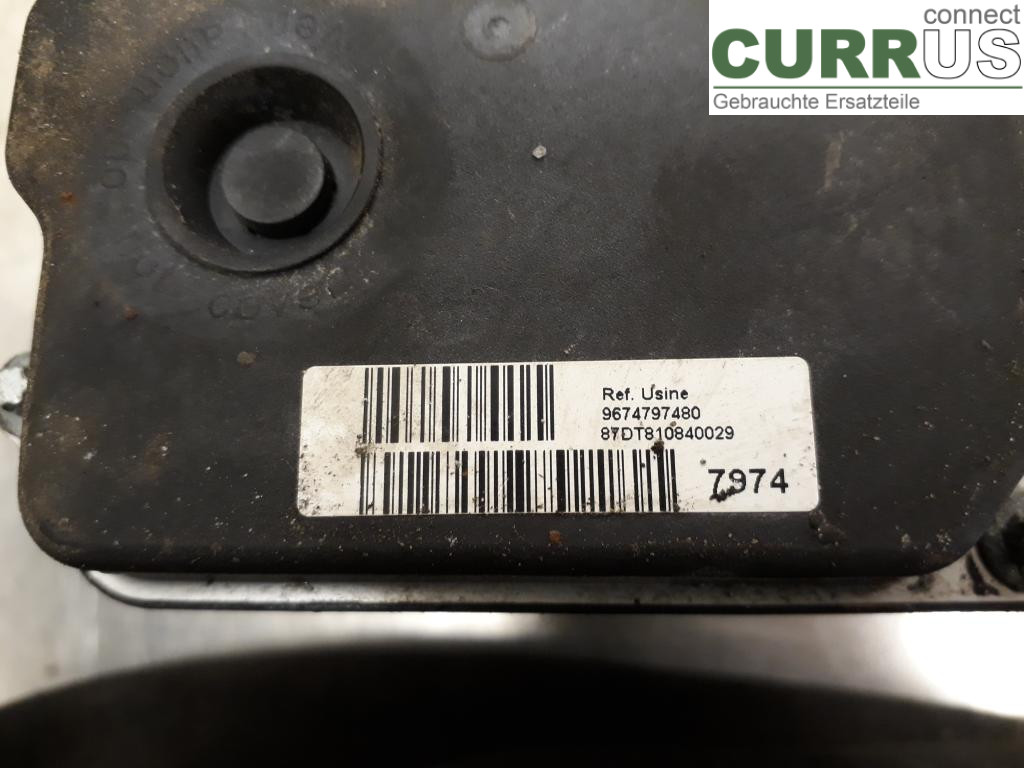 connect
CURRUS
Gebrauchte Ersatzteile
Ref. Usine
9674797480
87DT810840029
7974